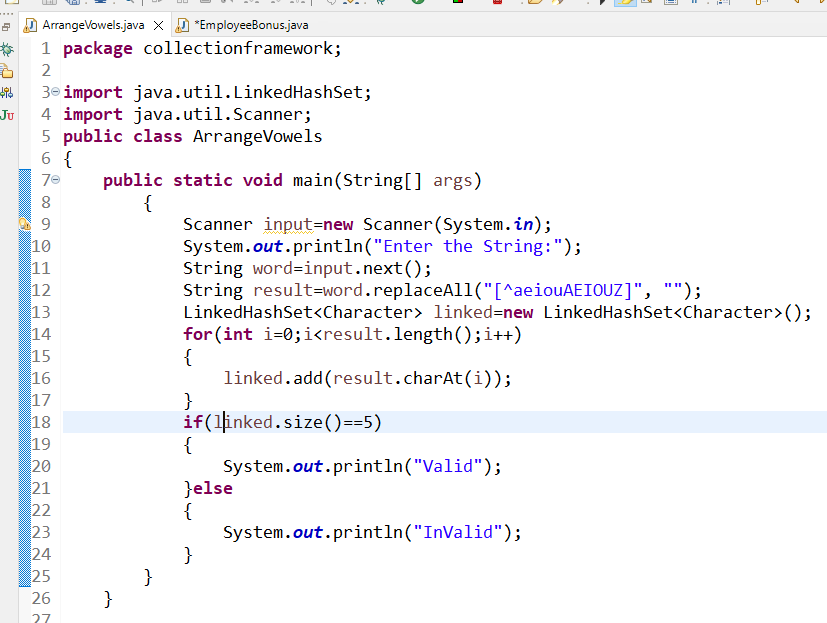 ArrangeVowels.java
*EmployeeBonus.java
1 package collectionframework;
2
3 import java.util.LinkedHashSet;
4 import java.util.Scanner;
5 public class ArrangeVowels
6 {
7 public static void main(String[] args)
8 {
9 Scanner input=new Scanner(System.in);
10 System.out.println("Enter the String:");
11 String word=input.next();
12 String result=word.replaceAll("[^aeiouAEIOUZ]", "");
13 LinkedHashSet<Character> linked=new LinkedHashSet<Character>();
14 for(int i=0;i<result.length();i++)
15 {
16 linked.add(result.charAt(i));
17 }
18 if(linked.size()==5)
19 {
20 System.out.println("Valid");
21 }else
22 {
23 System.out.println("InValid");
24 }
25 }
26 }
27